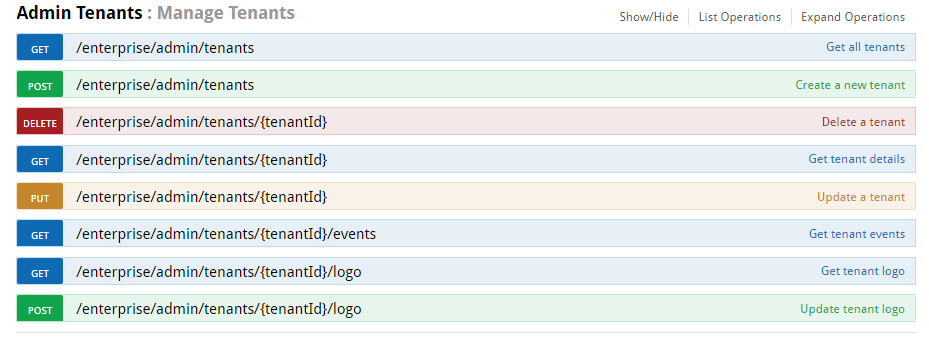 Admin Tenants : Manage Tenants
Show/Hide List Operations Expand Operations
GET /enterprise/admin/tenants Get all tenants
POST /enterprise/admin/tenants Create a new tenant
DELETE /enterprise/admin/tenants/{tenantId} Delete a tenant
GET /enterprise/admin/tenants/{tenantId} Get tenant details
PUT /enterprise/admin/tenants/{tenantId} Update a tenant
GET /enterprise/admin/tenants/{tenantId}/events Get tenant events
GET /enterprise/admin/tenants/{tenantId}/logo Get tenant logo
POST /enterprise/admin/tenants/{tenantId}/logo Update tenant logo